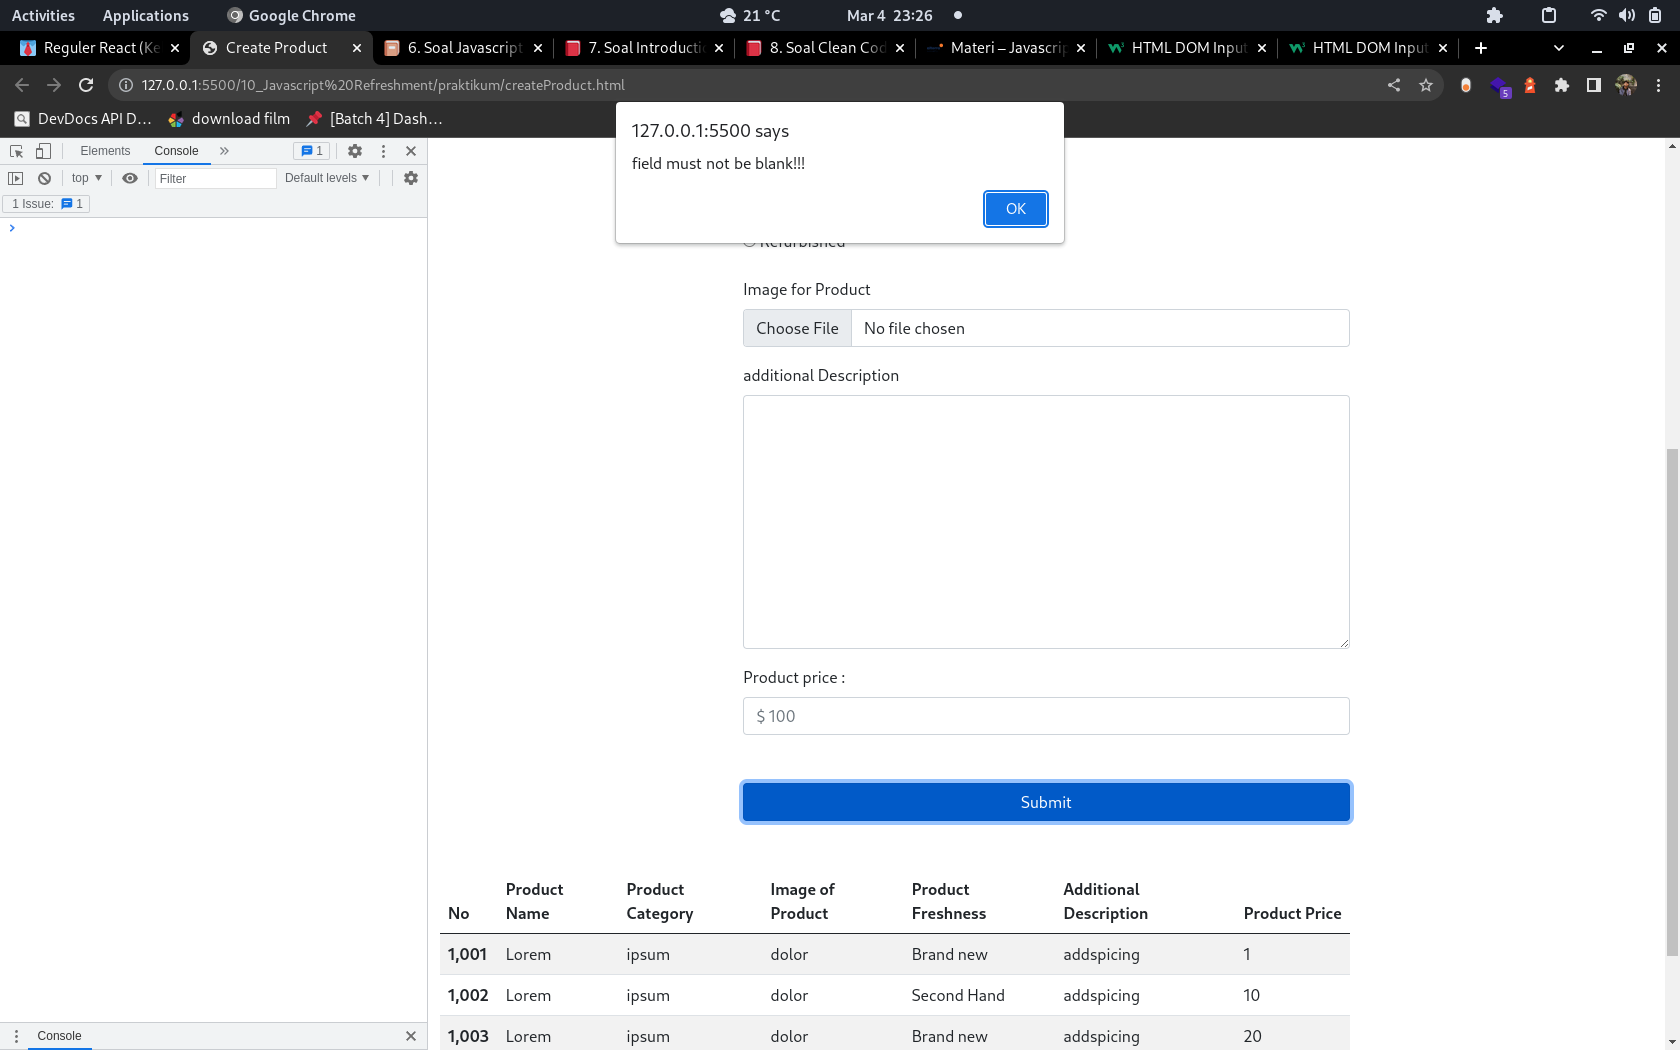 Activities Applications Google Chrome 21 °C Mar 4 23:26
Reguler React (Ke Create Product 6. Soal Javascript 7. Soal Introducti 8. Soal Clean Cod Materi – Javascrip HTML DOM Input HTML DOM Input
127.0.0.1:5500/10_Javascript%20Refreshment/praktikum/createProduct.html 5
DevDocs API D... download film [Batch 4] Dash...
127.0.0.1:5500 says
field must not be blank!!!
OK
Elements Console 1
top Filter Default levels
1 Issue: 1
Refurbished
Image for Product
Choose File No file chosen
additional Description
Product price :
$ 100
Submit
No Product Name Product Category Image of Product Product Freshness Additional Description Product Price
1,001 Lorem ipsum dolor Brand new addspicing 1
1,002 Lorem ipsum dolor Second Hand addspicing 10
1,003 Lorem ipsum dolor Brand new addspicing 20
Console